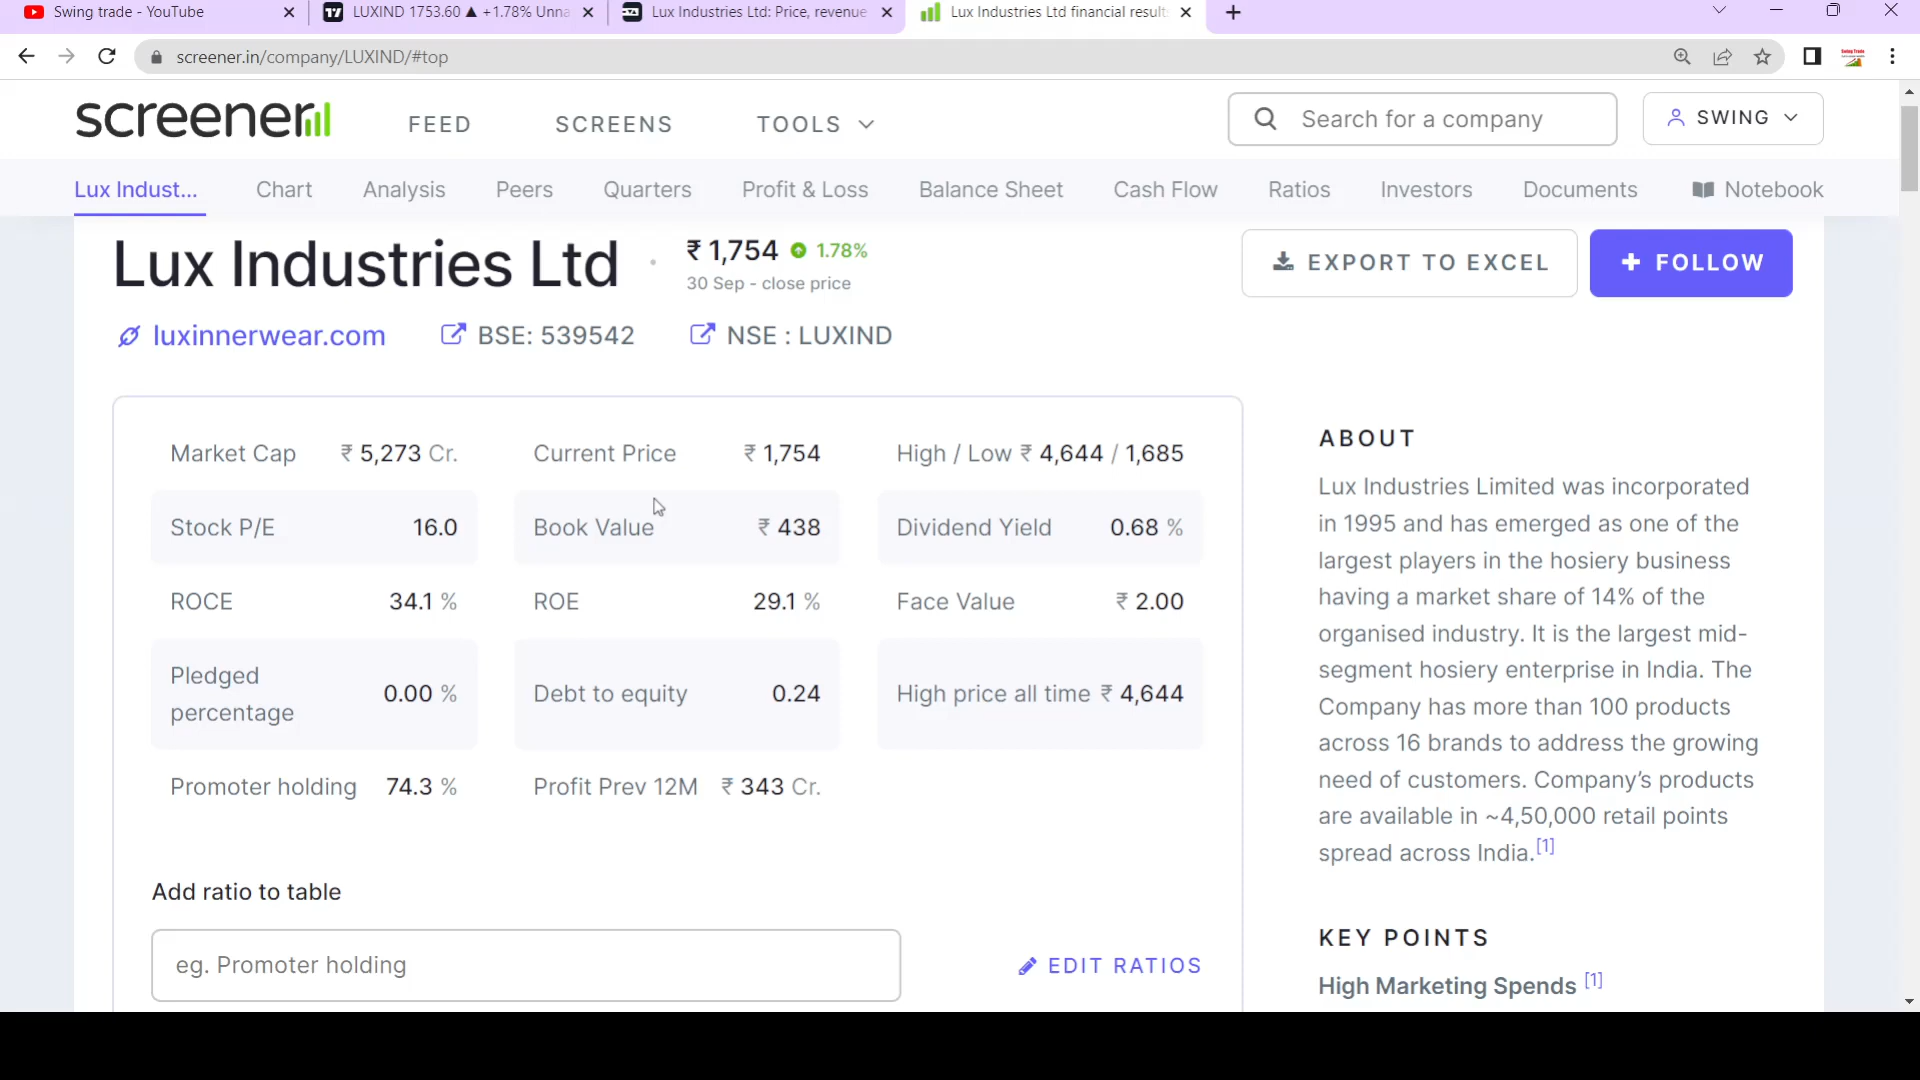 Swing trade - YouTube
LUXIND 1753.60 ▲ +1.78% Unna
Lux Industries Ltd: Price, revenue
Lux Industries Ltd financial result
screener.in/company/LUXIND/#top
screener
FEED
SCREENS
TOOLS
Search for a company
SWING
Lux Indust...
Chart
Analysis
Peers
Quarters
Profit & Loss
Balance Sheet
Cash Flow
Ratios
Investors
Documents
Notebook
Lux Industries Ltd
₹ 1,754 1.78%
30 Sep - close price
EXPORT TO EXCEL
+ FOLLOW
luxinnerwear.com
BSE: 539542
NSE : LUXIND
Market Cap ₹ 5,273 Cr.
Current Price ₹ 1,754
High / Low ₹ 4,644 / 1,685
Stock P/E 16.0
Book Value ₹ 438
Dividend Yield 0.68 %
ROCE 34.1 %
ROE 29.1 %
Face Value ₹ 2.00
Pledged
percentage
0.00 %
Debt to equity 0.24
High price all time ₹ 4,644
Promoter holding 74.3 %
Profit Prev 12M ₹ 343 Cr.
Add ratio to table
eg. Promoter holding
EDIT RATIOS
ABOUT
Lux Industries Limited was incorporated
in 1995 and has emerged as one of the
largest players in the hosiery business
having a market share of 14% of the
organised industry. It is the largest mid-
segment hosiery enterprise in India. The
Company has more than 100 products
across 16 brands to address the growing
need of customers. Company's products
are available in ~4,50,000 retail points
spread across India.[1]
KEY POINTS
High Marketing Spends [1]